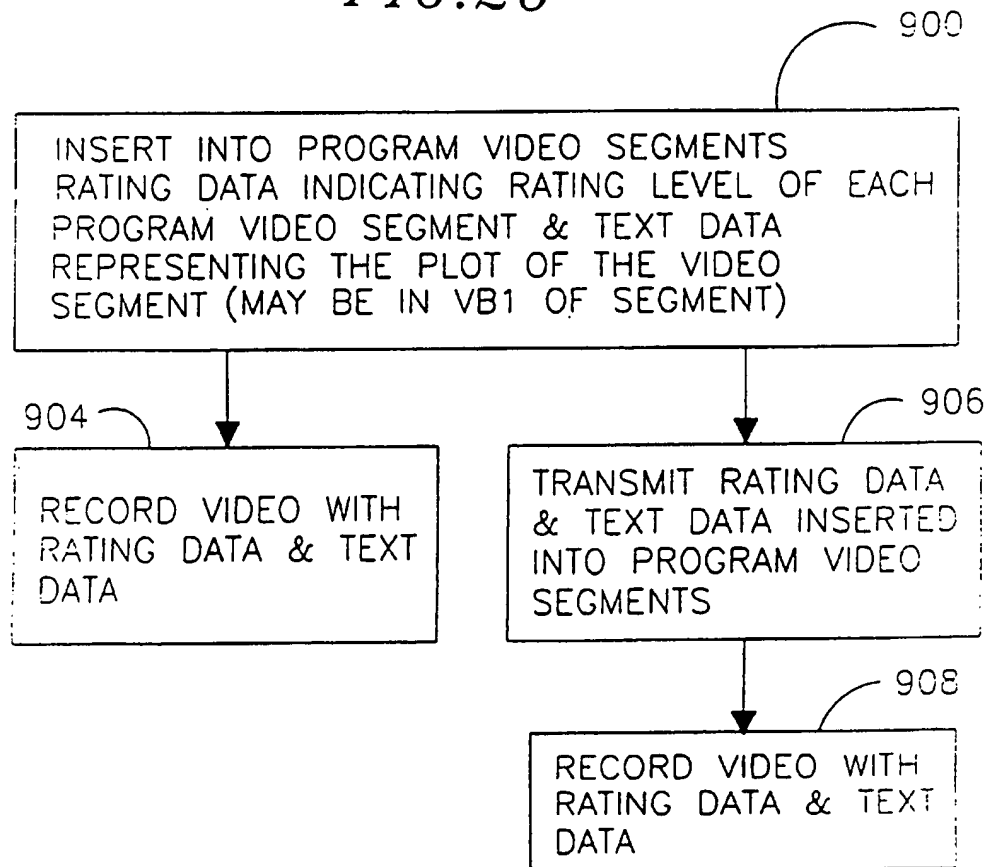 900
INSERT INTO PROGRAM VIDEO SEGMENTS
RATING DATA INDICATING RATING LEVEL OF EACH
PROGRAM VIDEO SEGMENT & TEXT DATA
REPRESENTING THE PLOT OF THE VIDEO
SEGMENT (MAY BE IN VB1 OF SEGMENT)
904
RECORD VIDEO WITH
RATING DATA & TEXT
DATA
906
TRANSMIT RATING DATA
& TEXT DATA INSERTED
INTO PROGRAM VIDEO
SEGMENTS
908
RECORD VIDEO WITH
RATING DATA & TEXT
DATA